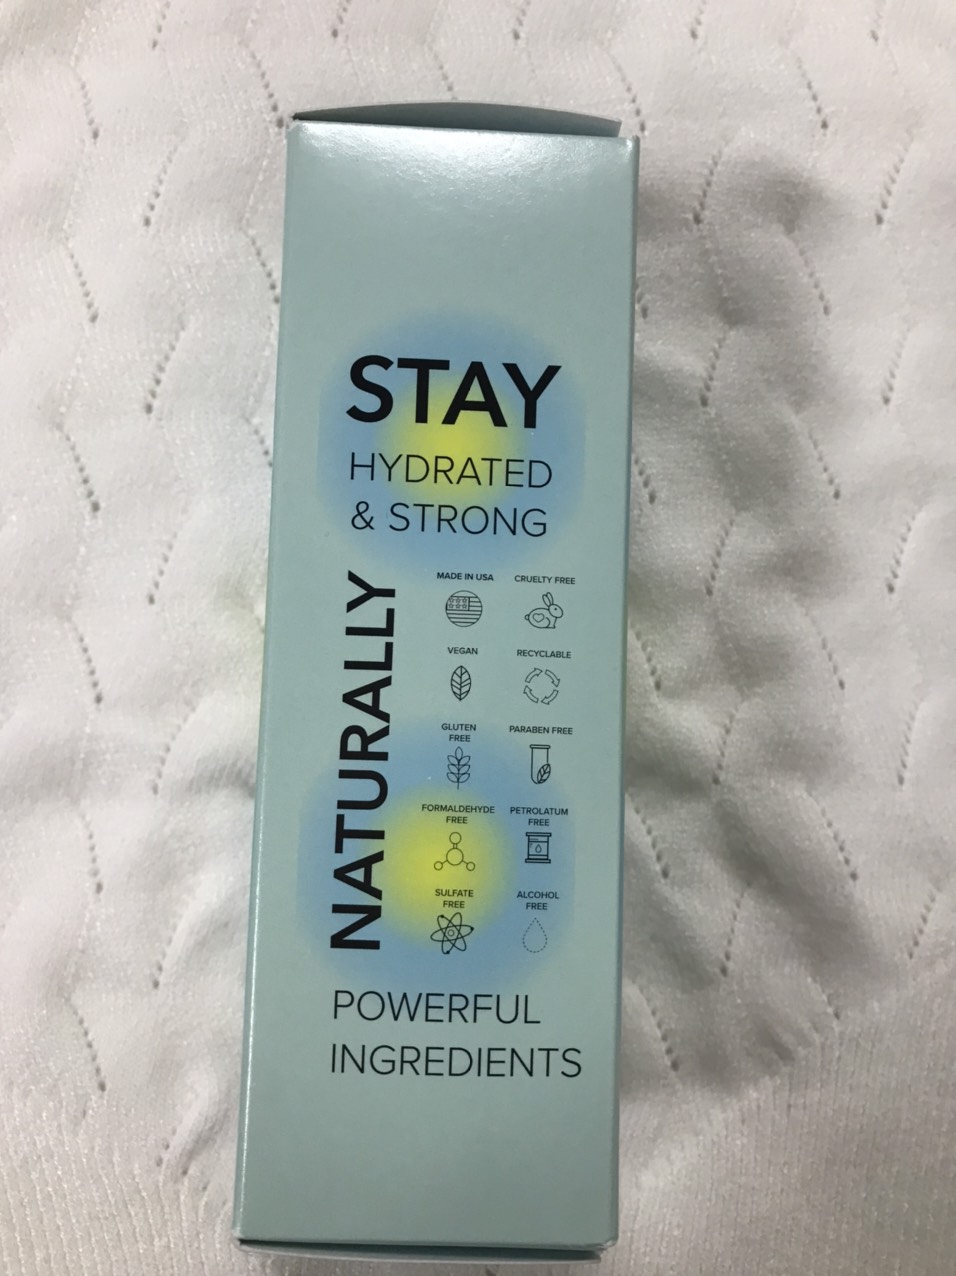 STAY
HYDRATED
& STRONG
NATURALLY
MADE IN USA
CRUELTY FREE
VEGAN
RECYCLABLE
GLUTEN
FREE
PARABEN FREE
FORMALDEHYDE
FREE
PETROLATUM
FREE
SULFATE
FREE
ALCOHOL
FREE
POWERFUL
INGREDIENTS